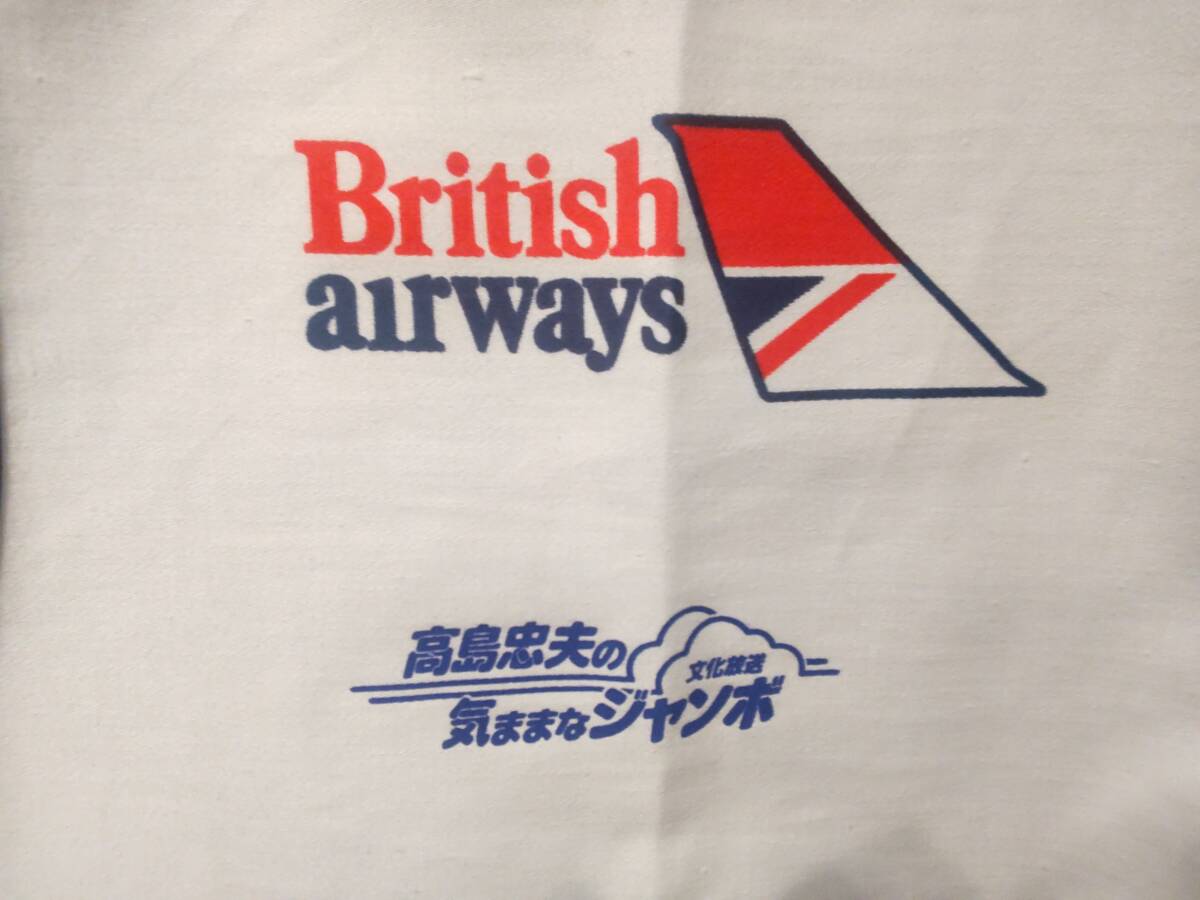 British
airways
高島忠夫の
文化放送
気ままなジャンボ